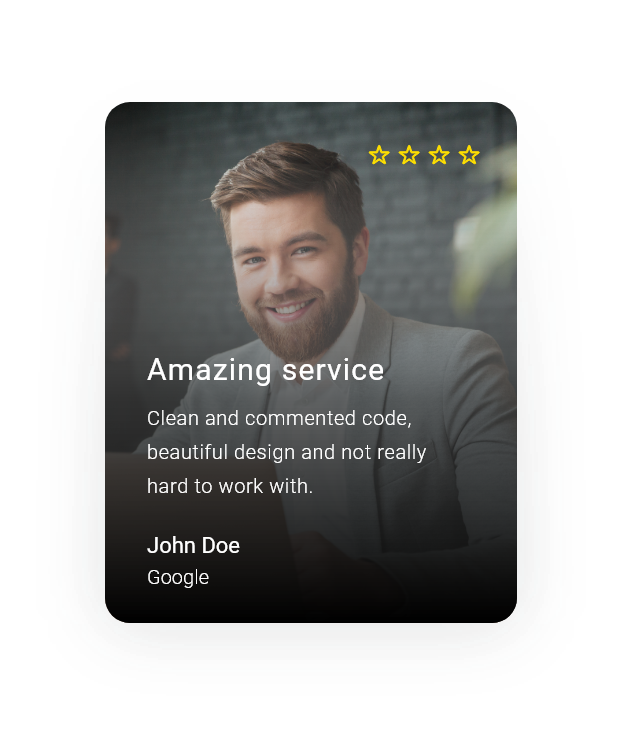 Amazing service
Clean and commented code,
beautiful design and not really
hard to work with.
John Doe
Google